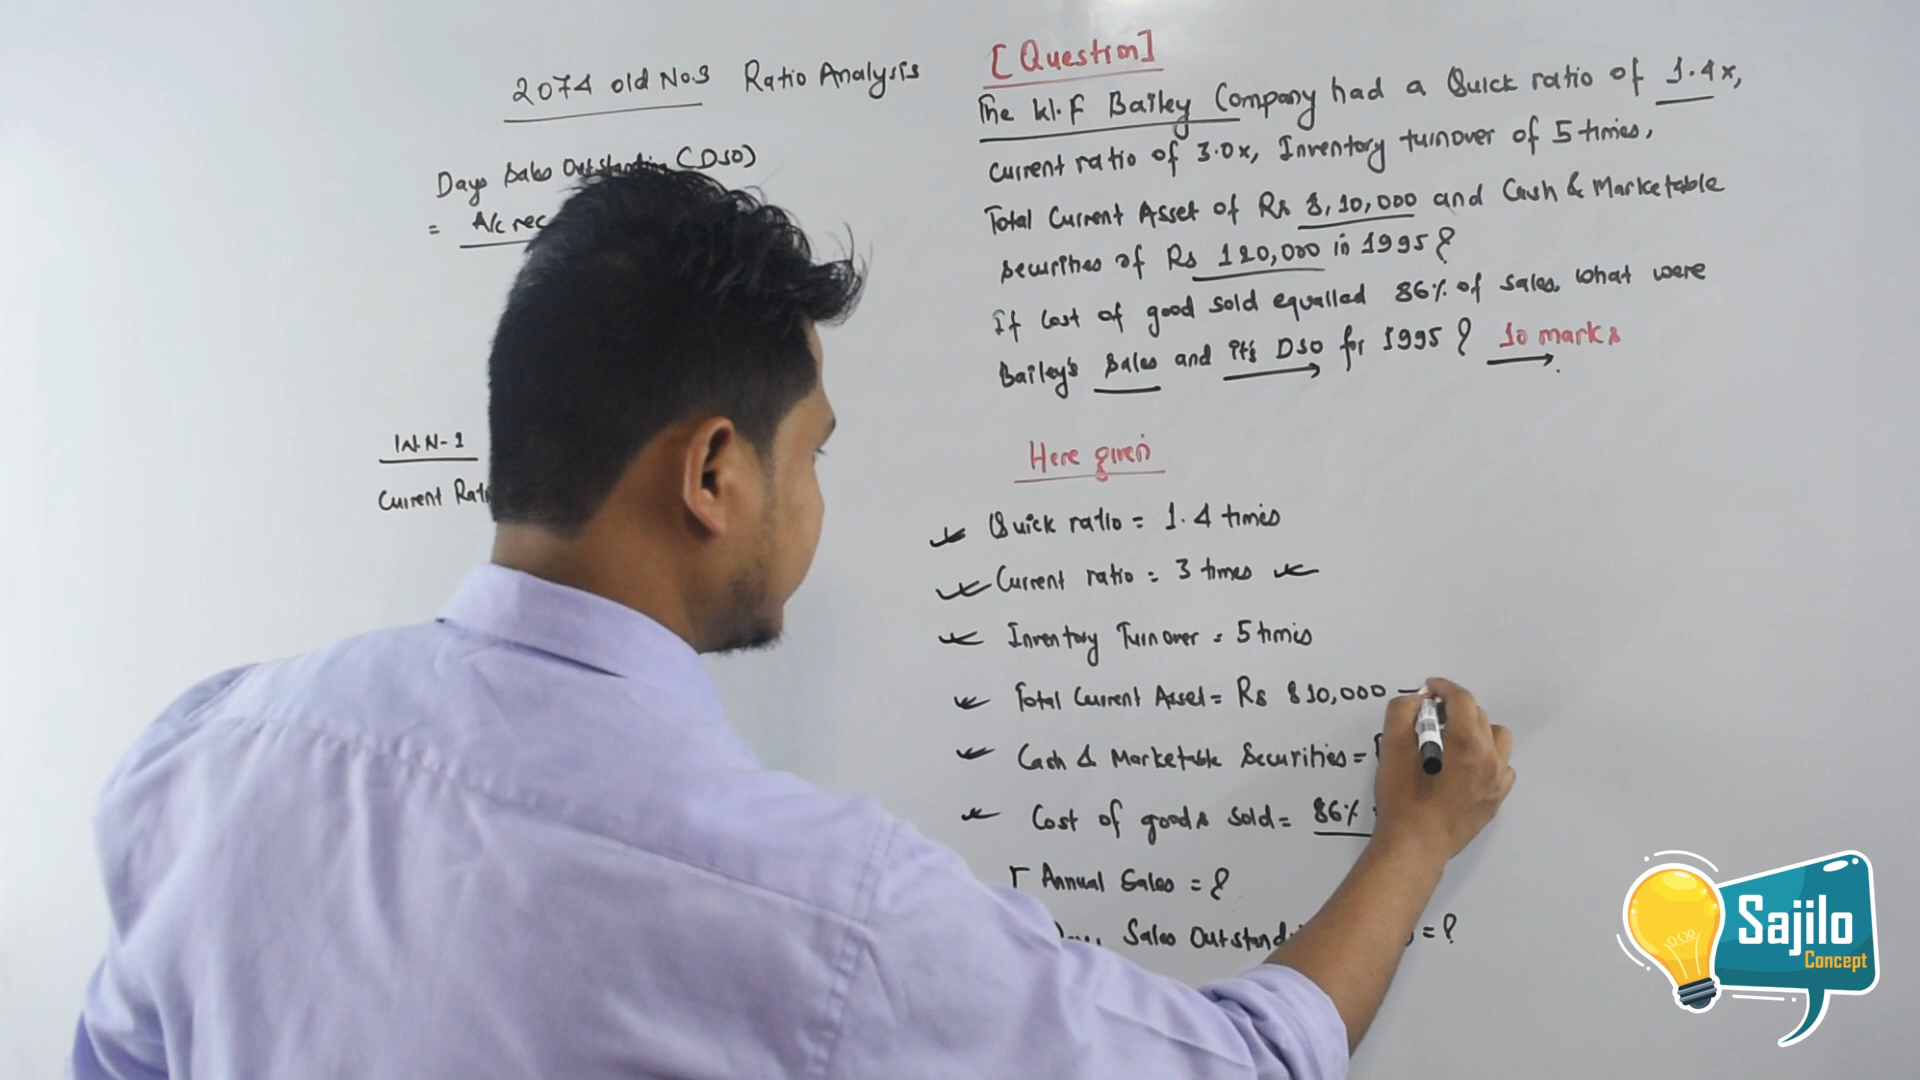 2074 old No.3 Ratio Analysis
Days Sales Outstanding (DSO)
= A/c rec
W.N-1
Current Rati
[Question]
The W.F Bailey Company had a Quick ratio of 1.4x,
current ratio of 3.0x, Inventory turnover of 5 times,
Total Current Asset of Rs 8,10,000 and Cash & Marketable
securities of Rs 120,000 in 1995?
If cost of good sold equalled 86% of sales, what were
Bailey's Sales and it's DSO for 1995? 10 marks
Here given
Quick ratio = 1.4 times
Current ratio = 3 times
Inventory Turnover = 5 times
Total Current Asset = Rs 810,000
Cash & Marketable Securities =
Cost of goods sold = 86%
Annual Sales = ?
Sales Outstand = ?
Sajilo
Concept